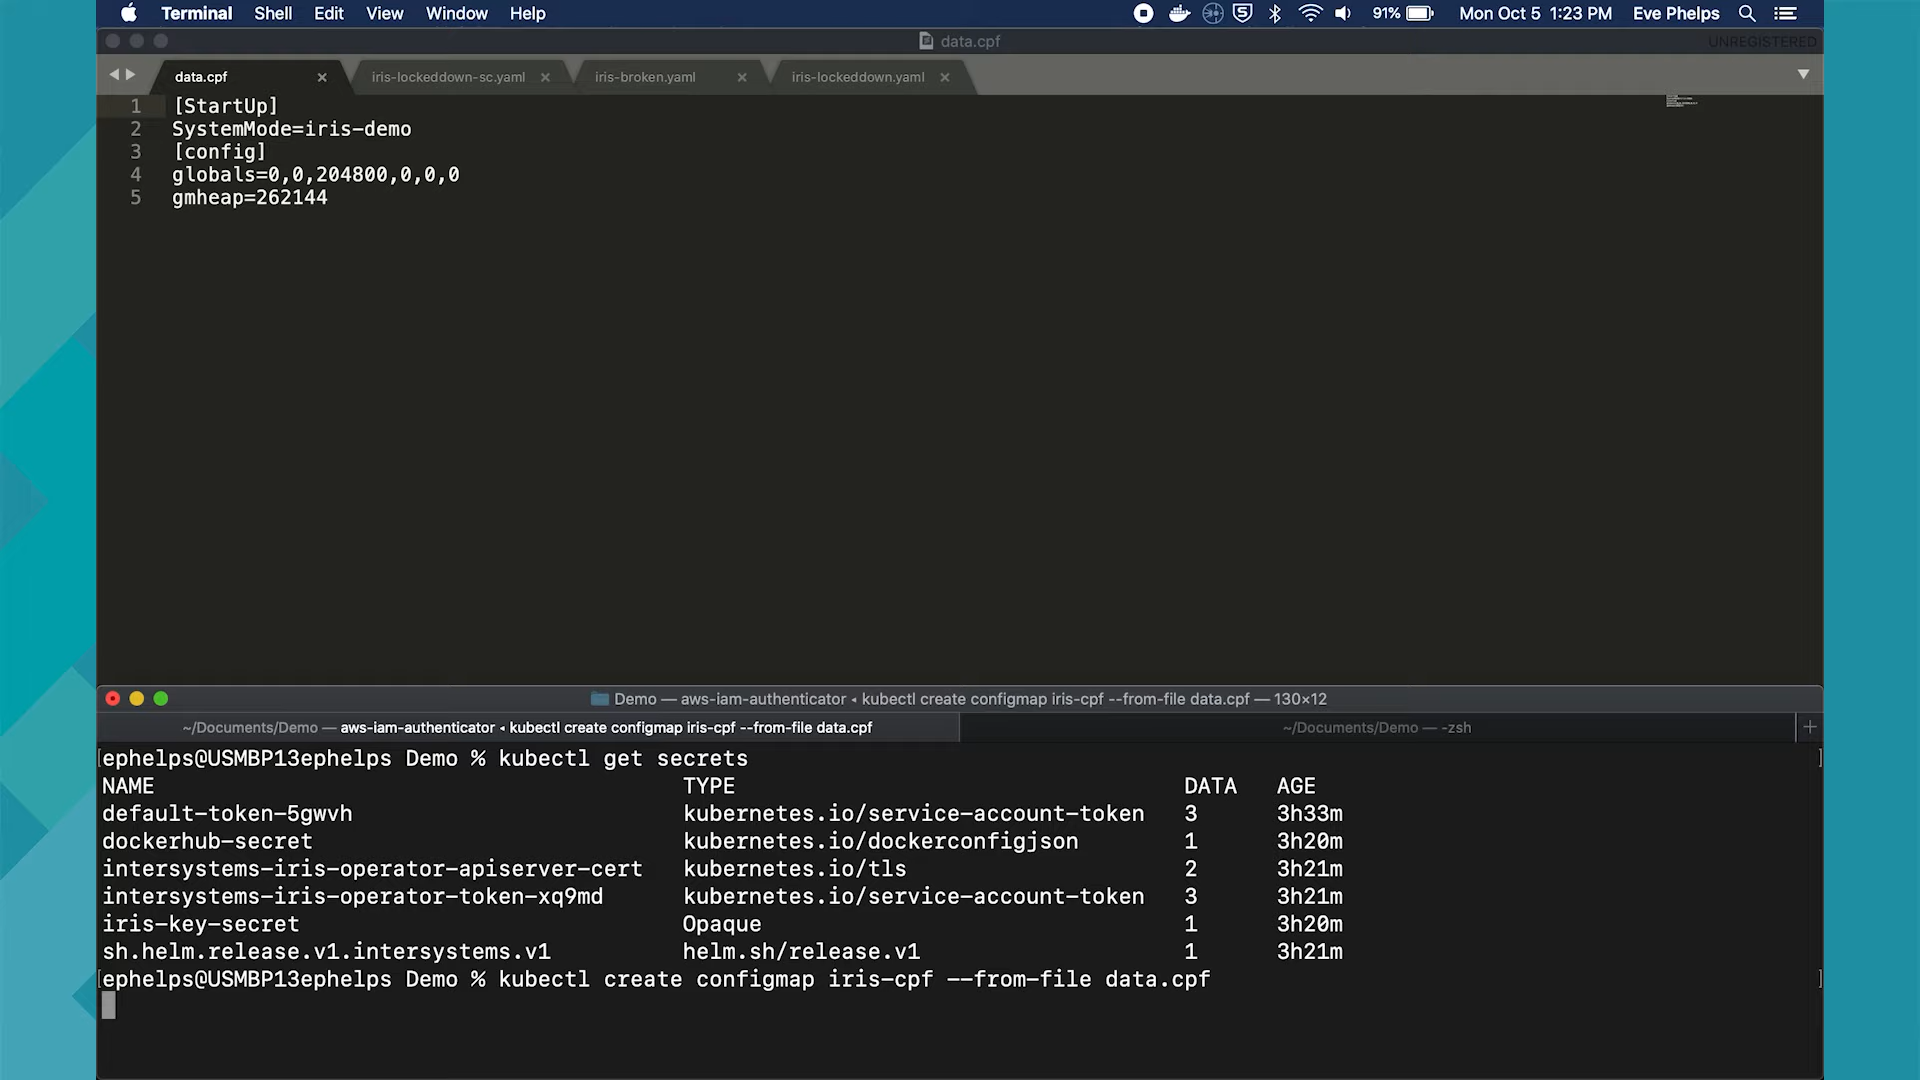 Terminal Shell Edit View Window Help 91% Mon Oct 5 1:23 PM Eve Phelps
data.cpf UNREGISTERED
data.cpf iris-lockeddown-sc.yaml iris-broken.yaml iris-lockeddown.yaml
1 [StartUp]
2 SystemMode=iris-demo
3 [config]
4 globals=0,0,204800,0,0,0
5 gmheap=262144
Demo — aws-iam-authenticator ◂ kubectl create configmap iris-cpf --from-file data.cpf — 130×12
~/Documents/Demo — aws-iam-authenticator ◂ kubectl create configmap iris-cpf --from-file data.cpf ~/Documents/Demo — -zsh
[ephelps@USMBP13ephelps Demo % kubectl get secrets ]
NAME TYPE DATA AGE
default-token-5gwvh kubernetes.io/service-account-token 3 3h33m
dockerhub-secret kubernetes.io/dockerconfigjson 1 3h20m
intersystems-iris-operator-apiserver-cert kubernetes.io/tls 2 3h21m
intersystems-iris-operator-token-xq9md kubernetes.io/service-account-token 3 3h21m
iris-key-secret Opaque 1 3h20m
sh.helm.release.v1.intersystems.v1 helm.sh/release.v1 1 3h21m
[ephelps@USMBP13ephelps Demo % kubectl create configmap iris-cpf --from-file data.cpf ]